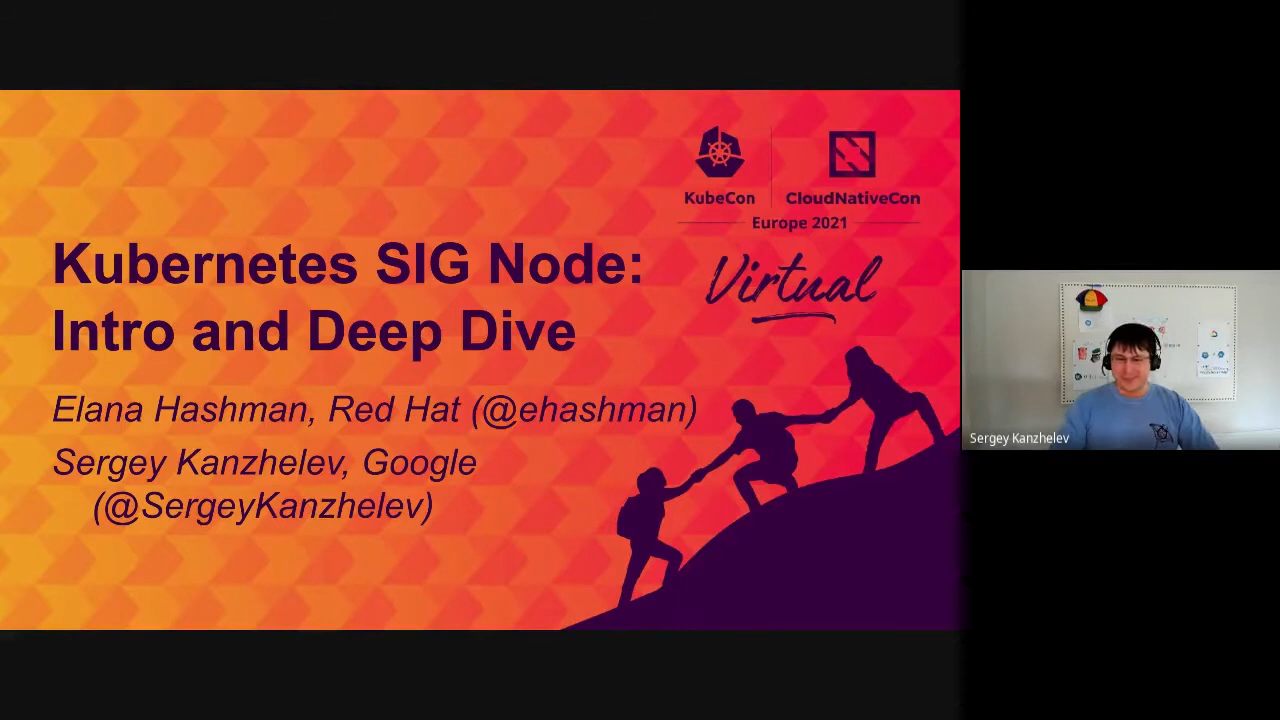 KubeCon
CloudNativeCon
Europe 2021
Virtual
Kubernetes SIG Node:
Intro and Deep Dive
Elana Hashman, Red Hat (@ehashman)
Sergey Kanzhelev, Google
(@SergeyKanzhelev)
Sergey Kanzhelev